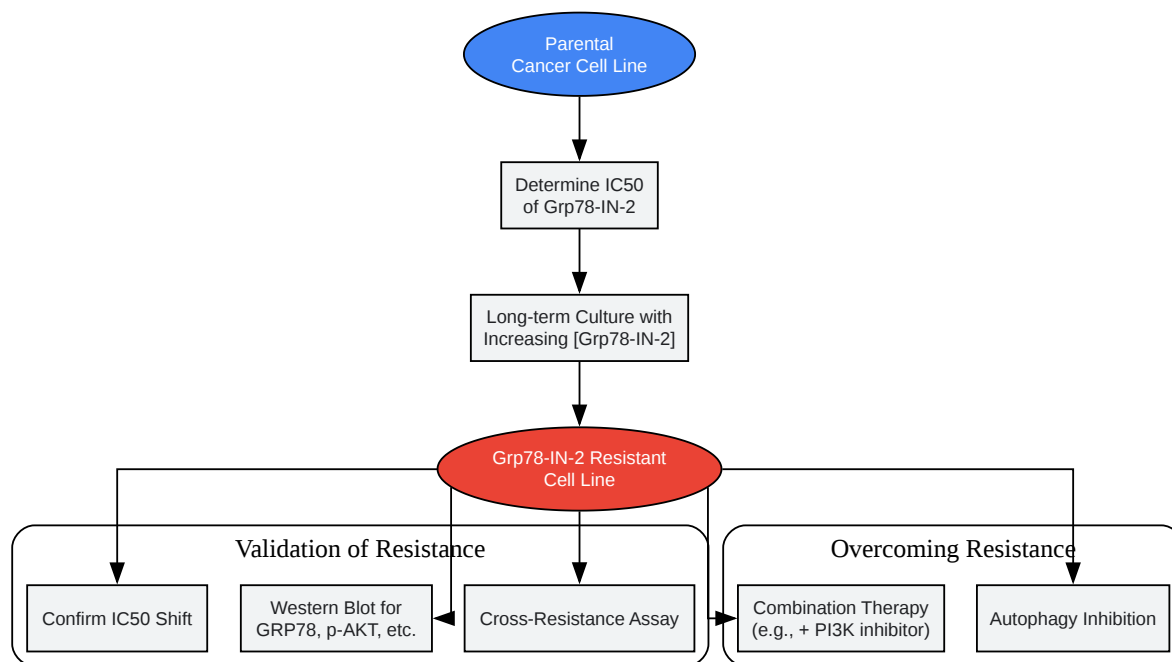 Parental
Cancer Cell Line
Determine IC50
of Grp78-IN-2
Long-term Culture with
Increasing [Grp78-IN-2]
Grp78-IN-2 Resistant
Cell Line
Validation of Resistance
Overcoming Resistance
Confirm IC50 Shift
Western Blot for
GRP78, p-AKT, etc.
Cross-Resistance Assay
Combination Therapy
(e.g., + PI3K inhibitor)
Autophagy Inhibition